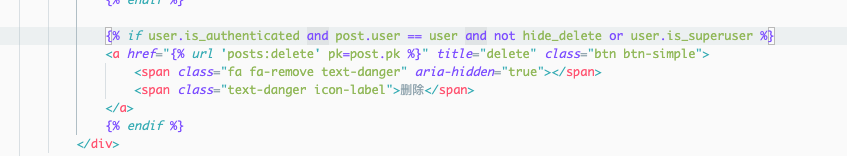 {% endif %}
{% if user.is_authenticated and post.user == user and not hide_delete or user.is_superuser %}
<a href="{% url 'posts:delete' pk=post.pk %}" title="delete" class="btn btn-simple">
<span class="fa fa-remove text-danger" aria-hidden="true"></span>
<span class="text-danger icon-label">删除</span>
</a>
{% endif %}
</div>